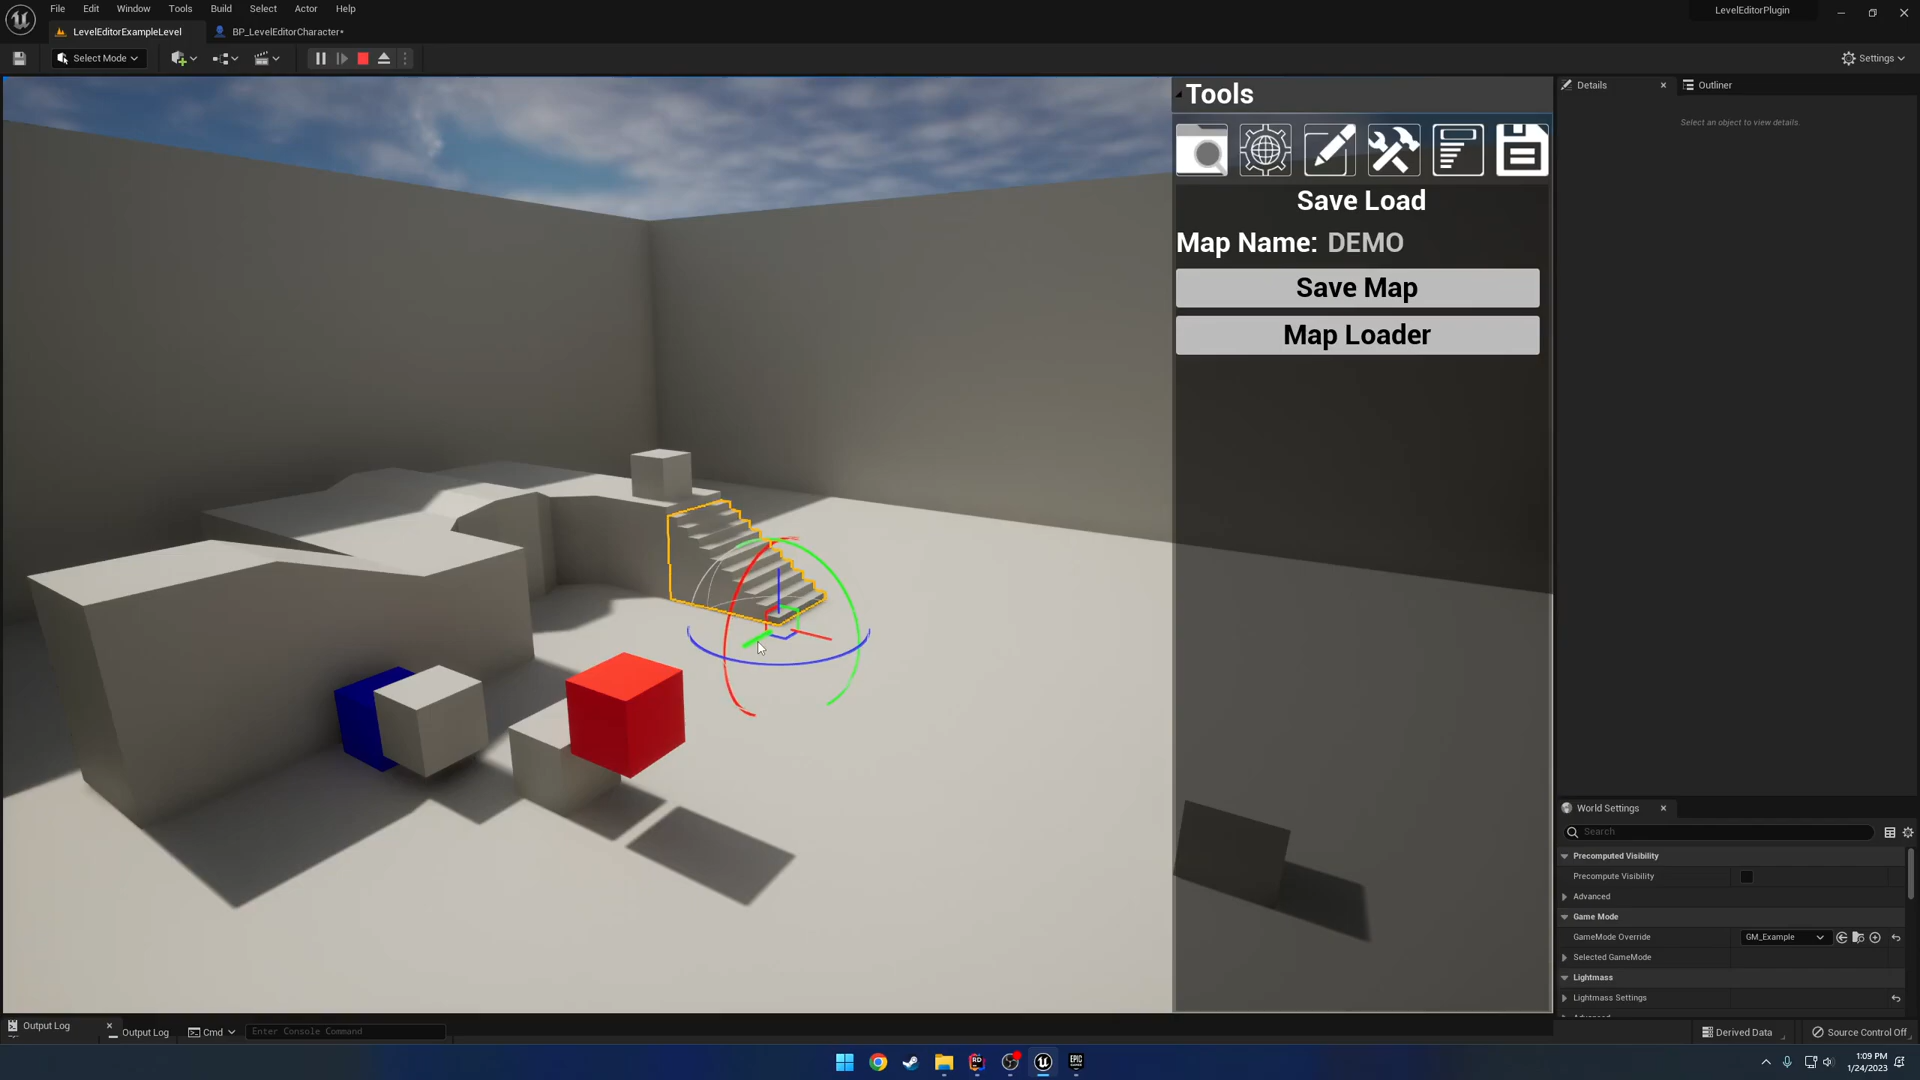 File Edit Window Tools Build Select Actor Help
LevelEditorPlugin
LevelEditorExampleLevel
BP_LevelEditorCharacter*
Select Mode
Settings
Tools
Save Load
Map Name: DEMO
Save Map
Map Loader
Details
Outliner
Select an object to view details.
World Settings
Search
Precomputed Visibility
Precompute Visibility
Advanced
Game Mode
GameMode Override
GM_Example
Selected GameMode
Lightmass
Lightmass Settings
Output Log
Output Log
Cmd
Enter Console Command
Derived Data
Source Control Off
RD
EPIC
1:09 PM
1/24/2023